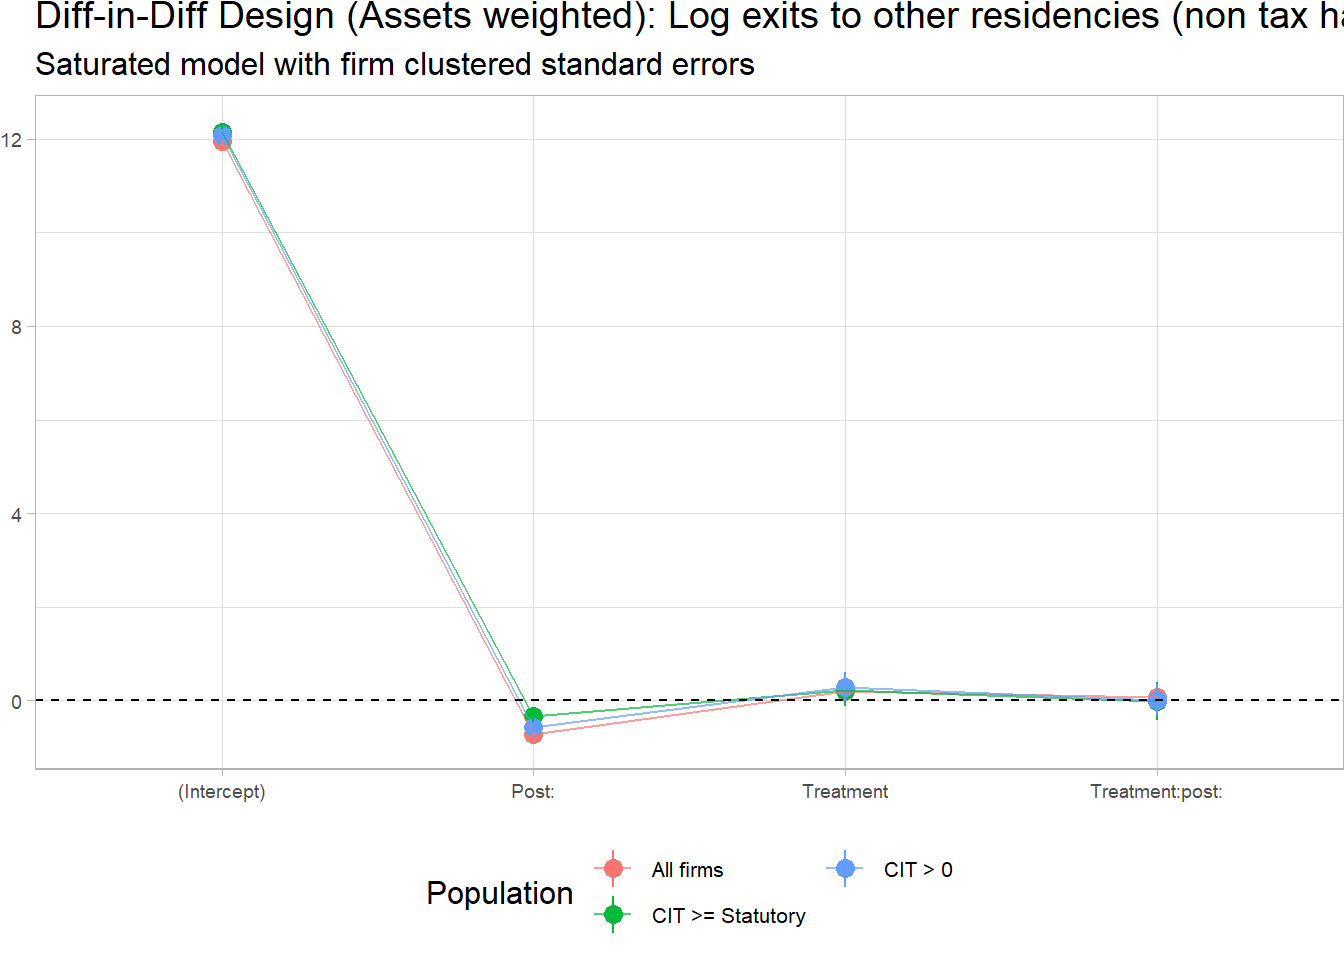 Diff-in-Diff Design (Assets weighted): Log exits to other residencies (non tax
Saturated model with firm clustered standard errors
12
8
4
0
(Intercept) Post: Treatment Treatment:post:
Population
All firms
CIT > 0
CIT >= Statutory